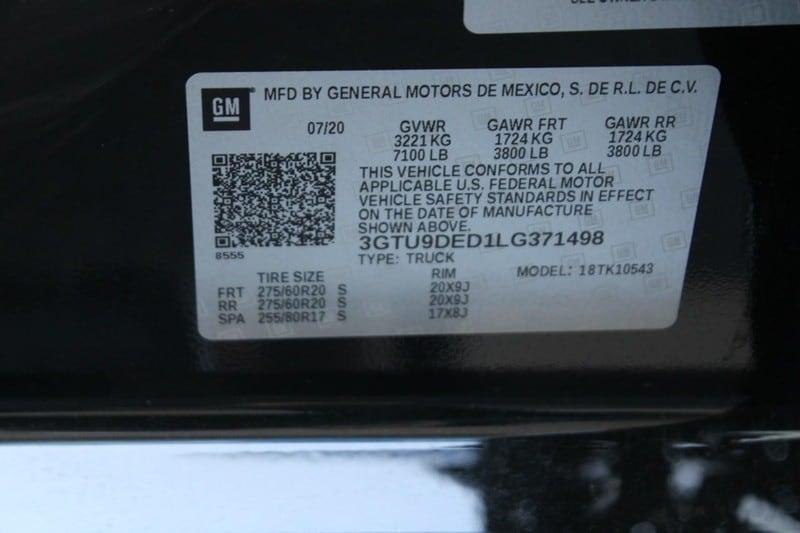 GM MFD BY GENERAL MOTORS DE MEXICO, S. DE R.L. DE C.V.
07/20 GVWR GAWR FRT GAWR RR
3221 KG 1724 KG 1724 KG
7100 LB 3800 LB 3800 LB
THIS VEHICLE CONFORMS TO ALL
APPLICABLE U.S. FEDERAL MOTOR
VEHICLE SAFETY STANDARDS IN EFFECT
ON THE DATE OF MANUFACTURE
SHOWN ABOVE.
3GTU9DED1LG371498
8555
TYPE: TRUCK
TIRE SIZE RIM MODEL: 18TK10543
FRT 275/60R20 S 20X9J
RR 275/60R20 S 20X9J
SPA 255/80R17 S 17X8J